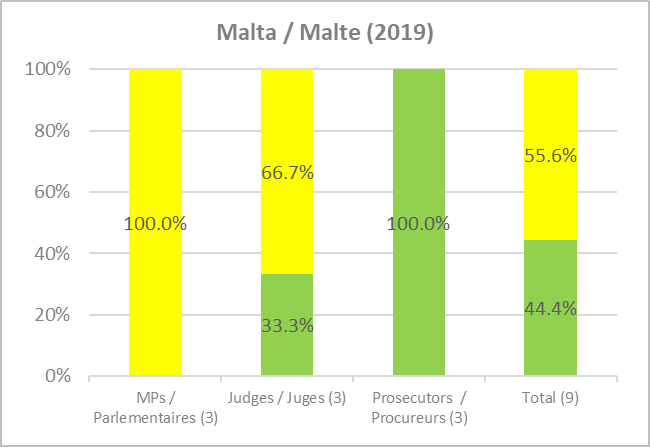 Malta / Malte (2019)
100%
80%
60%
40%
20%
0%
100.0%
66.7%
33.3%
100.0%
55.6%
44.4%
MPs /
Parlementaires (3)
Judges / Juges (3)
Prosecutors /
Procureurs (3)
Total (9)